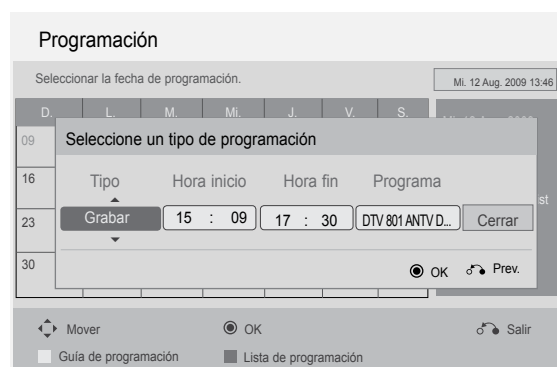 Programación
Seleccionar la fecha de programación.
Mi. 12 Aug. 2009 13:46
D. L. M. Mi. J. V. S.
09
Seleccione un tipo de programación
16
Tipo Hora inicio Hora fin Programa
st
23
Grabar 15 : 09 17 : 30 DTV 801 ANTV D... Cerrar
30
OK Prev.
Mover OK Salir
Guía de programación Lista de programación